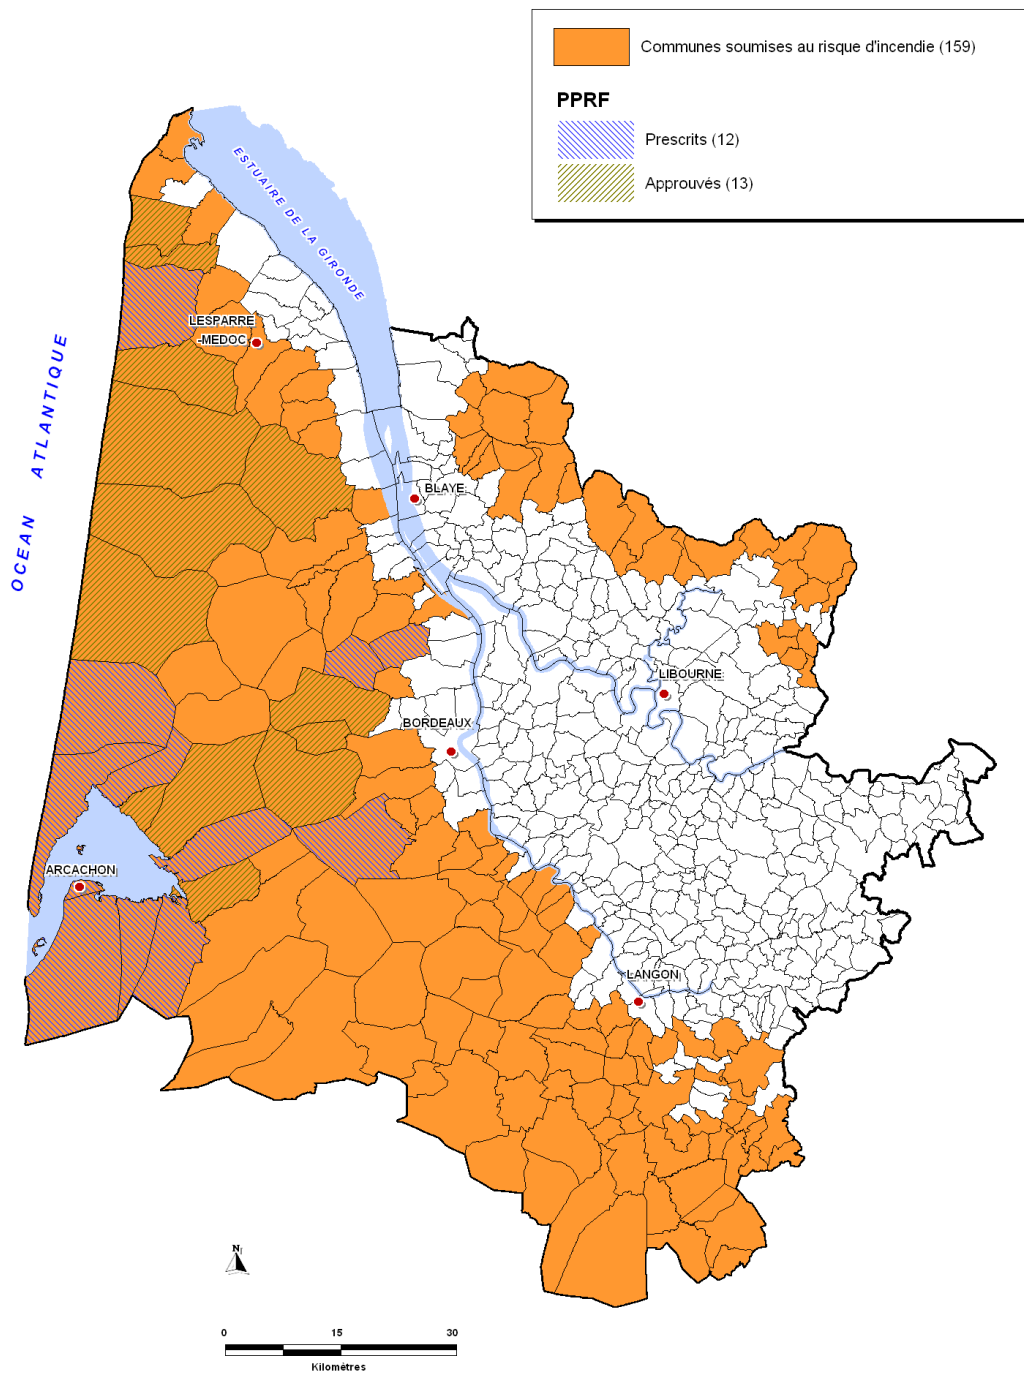 Communes soumises au risque d'incendie (159)
PPRF
Prescrits (12)
Approuvés (13)
ESTUAIRE DE LA GIRONDE
LESPARRE
-MEDOC
OCEAN ATLANTIQUE
BLAYE
LIBOURNE
BORDEAUX
ARCACHON
LANGON
N
0 15 30
Kilomètres